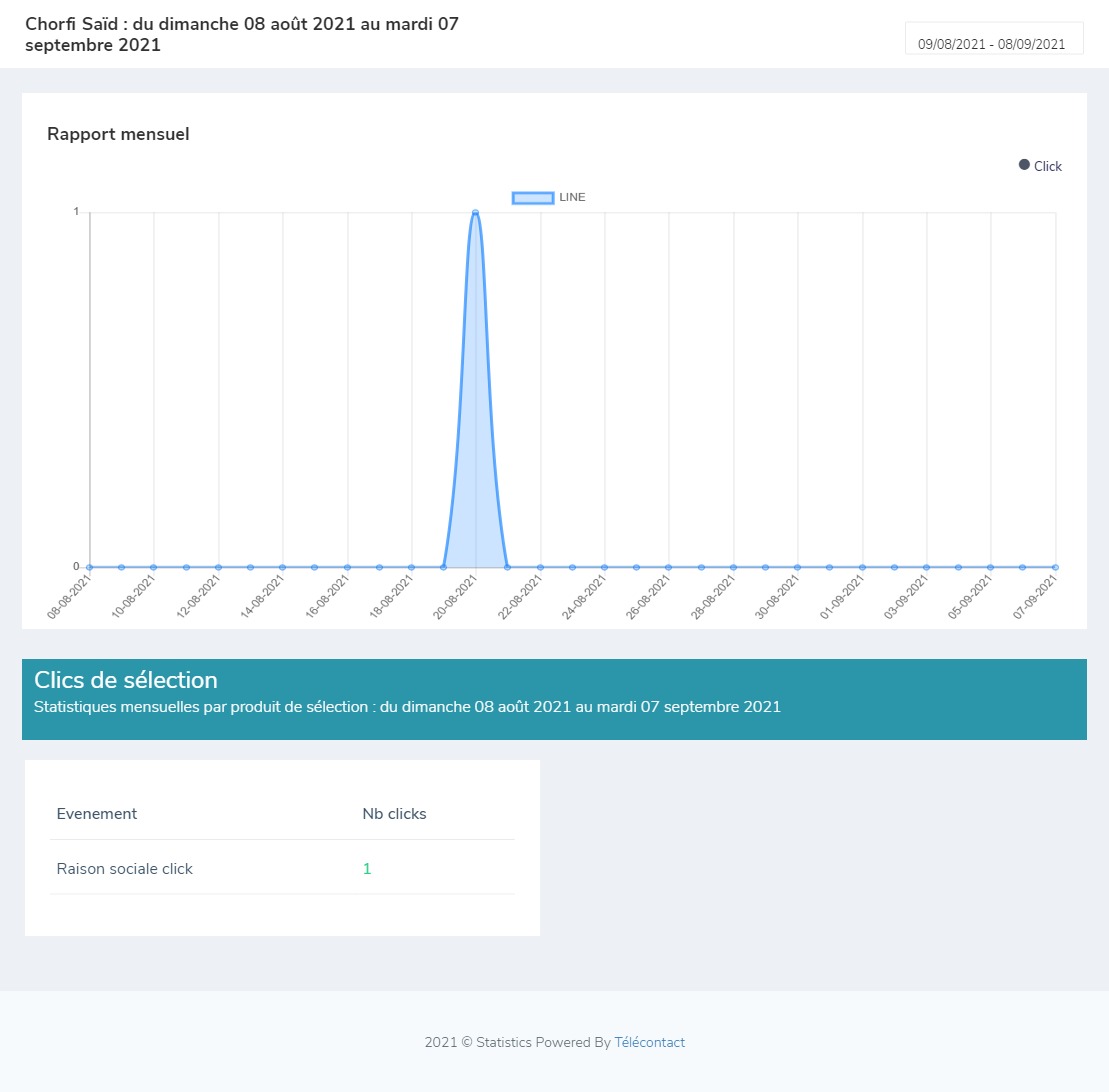 Chorfi Saïd : du dimanche 08 août 2021 au mardi 07
septembre 2021
09/08/2021 - 08/09/2021
Rapport mensuel
Click
LINE
1
0
08-08-2021
10-08-2021
12-08-2021
14-08-2021
16-08-2021
18-08-2021
20-08-2021
22-08-2021
24-08-2021
26-08-2021
28-08-2021
30-08-2021
01-09-2021
03-09-2021
05-09-2021
07-09-2021
Clics de sélection
Statistiques mensuelles par produit de sélection : du dimanche 08 août 2021 au mardi 07 septembre 2021
Evenement Nb clicks
Raison sociale click 1
2021 © Statistics Powered By Télécontact